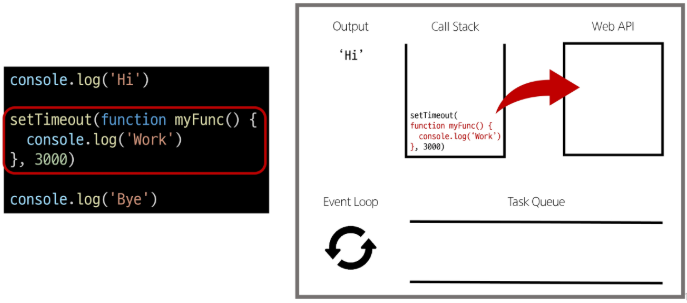 console.log('Hi')
setTimeout(function myFunc() {
  console.log('Work')
}, 3000)
console.log('Bye')
Output
Call Stack
Web API
‘Hi’
setTimeout(
function myFunc() {
  console.log('Work')
}, 3000)
Event Loop
Task Queue